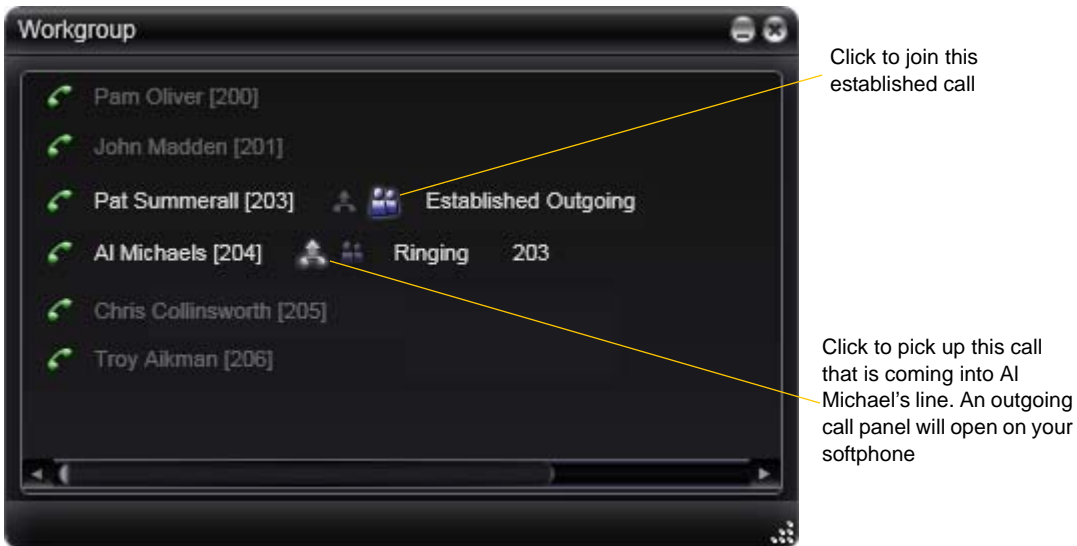 Workgroup
Pam Oliver [200]
John Madden [201]
Pat Summerall [203] Established Outgoing
Al Michaels [204] Ringing 203
Chris Collinsworth [205]
Troy Aikman [206]
Click to join this
established call
Click to pick up this call
that is coming into Al
Michael's line. An outgoing
call panel will open on your
softphone